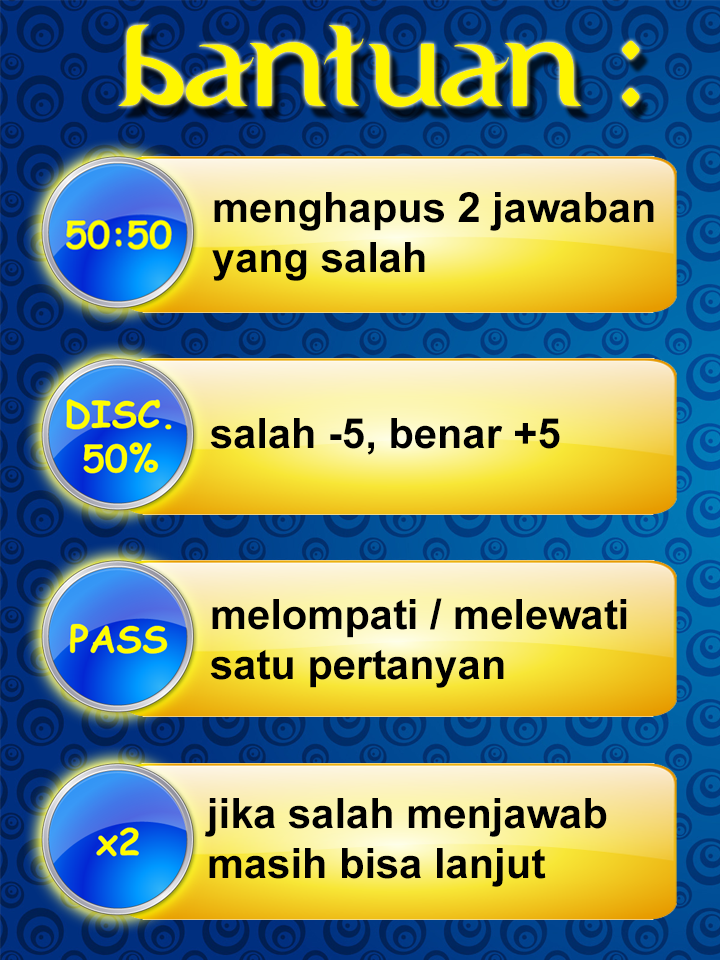 bantuan :
50:50
menghapus 2 jawaban
yang salah
DISC.
50%
salah -5, benar +5
PASS
melompati / melewati
satu pertanyan
x2
jika salah menjawab
masih bisa lanjut